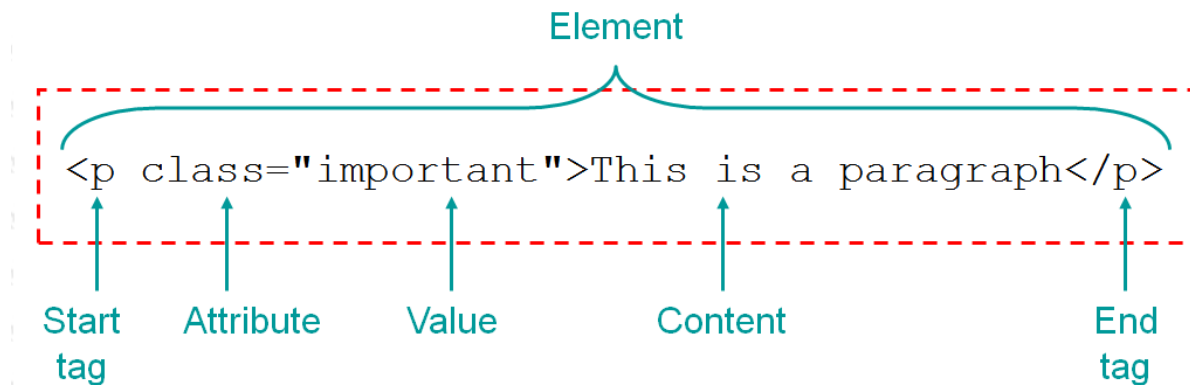 Element
<p class="important">This is a paragraph</p>
Start tag
Attribute
Value
Content
End tag